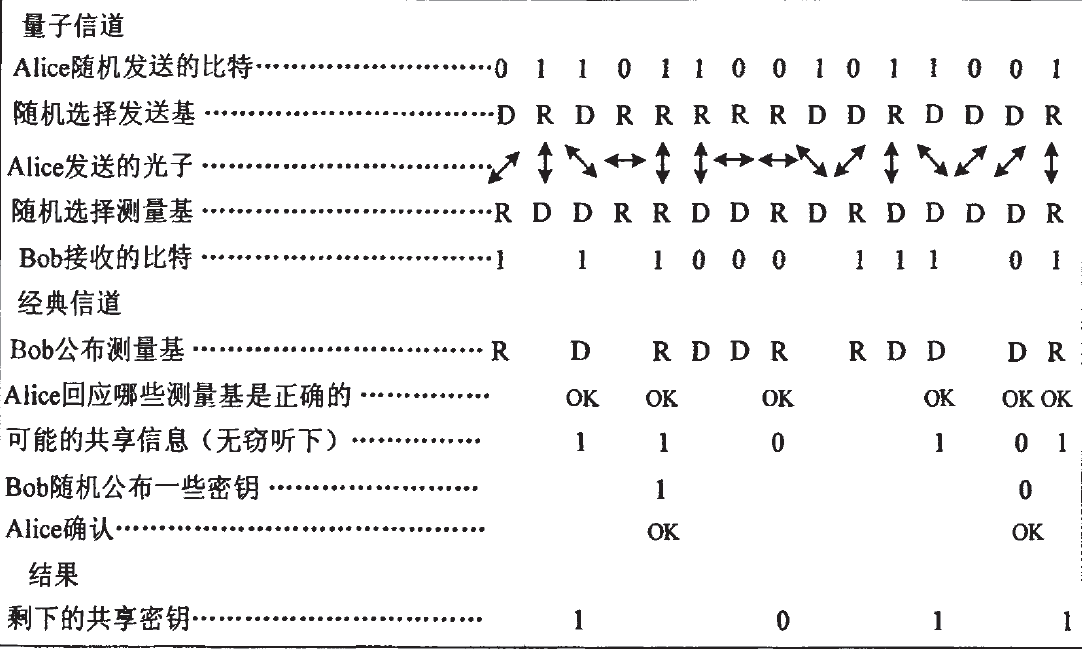 量子信道
Alice随机发送的比特 0 1 1 0 1 1 0 0 1 0 1 1 0 0 1
随机选择发送基 D R D R R R R R D D R D D D R
Alice发送的光子 ↗ ↕ ↘ ↔ ↕ ↕ ↔ ↔ ↘ ↗ ↕ ↘ ↗ ↗ ↕
随机选择测量基 R D D R R D D R D R D D D D R
Bob接收的比特 1 1 1 0 0 0 1 1 1 0 1
经典信道
Bob公布测量基 R D R D D R R D D D R
Alice回应哪些测量基是正确的 OK OK OK OK OK OK
可能的共享信息（无窃听下） 1 1 0 1 0 1
Bob随机公布一些密钥 1 0
Alice确认 OK OK
结果
剩下的共享密钥 1 0 1 1